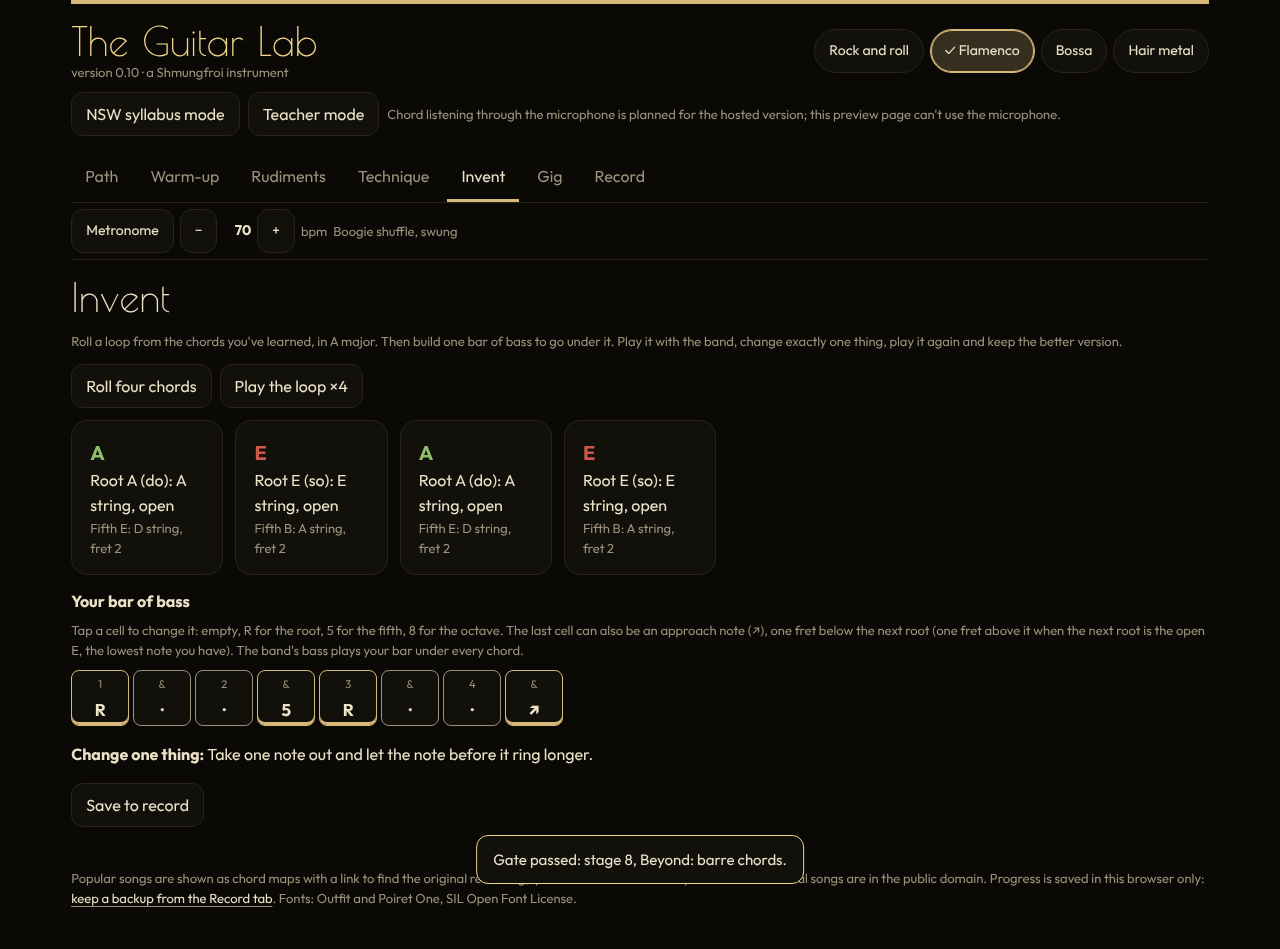 The Guitar Lab
version 0.10 · a Shmungfroi instrument
Rock and roll
✓ Flamenco
Bossa
Hair metal
NSW syllabus mode
Teacher mode
Chord listening through the microphone is planned for the hosted version; this preview page can't use the microphone.
Path
Warm-up
Rudiments
Technique
Invent
Gig
Record
Metronome
−
70
+
bpm Boogie shuffle, swung
Invent
Roll a loop from the chords you've learned, in A major. Then build one bar of bass to go under it. Play it with the band, change exactly one thing, play it again and keep the better version.
Roll four chords
Play the loop ×4
A
Root A (do): A
string, open
Fifth E: D string,
fret 2
E
Root E (so): E
string, open
Fifth B: A string,
fret 2
A
Root A (do): A
string, open
Fifth E: D string,
fret 2
E
Root E (so): E
string, open
Fifth B: A string,
fret 2
Your bar of bass
Tap a cell to change it: empty, R for the root, 5 for the fifth, 8 for the octave. The last cell can also be an approach note (↗), one fret below the next root (one fret above it when the next root is the open
E, the lowest note you have). The band's bass plays your bar under every chord.
1 & 2 & 3 & 4 &
R · · 5 R · · ↗
Change one thing: Take one note out and let the note before it ring longer.
Save to record
Gate passed: stage 8, Beyond: barre chords.
Popular songs are shown as chord maps with a link to find the original songs are in the public domain. Progress is saved in this browser only:
keep a backup from the Record tab. Fonts: Outfit and Poiret One, SIL Open Font License.